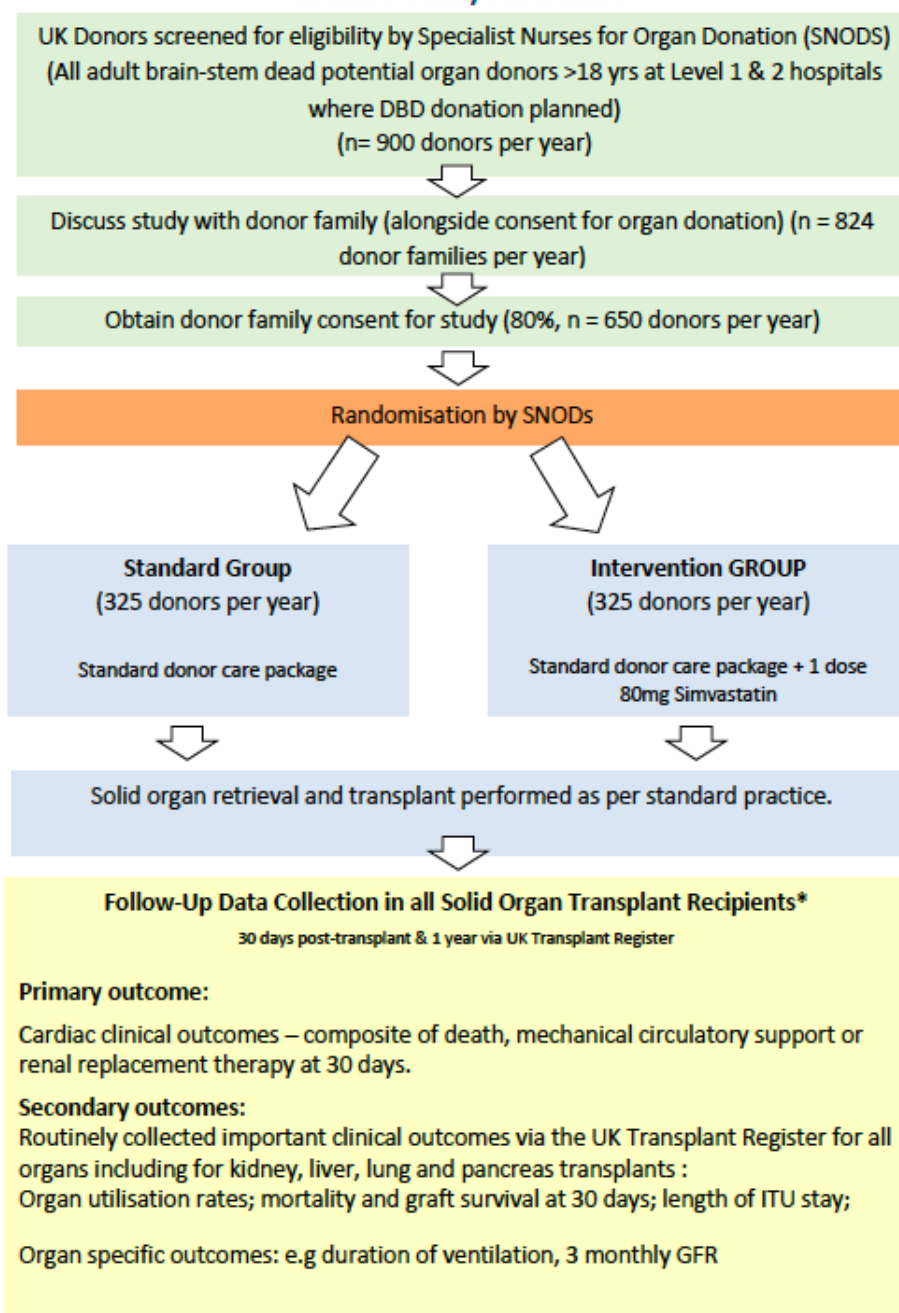 UK Donors screened for eligibility by Specialist Nurses for Organ Donation (SNODS)
(All adult brain-stem dead potential organ donors >18 yrs at Level 1 & 2 hospitals
where DBD donation planned)
(n= 900 donors per year)
Discuss study with donor family (alongside consent for organ donation) (n = 824
donor families per year)
Obtain donor family consent for study (80%, n = 650 donors per year)
Randomisation by SNODs
Standard Group
(325 donors per year)
Standard donor care package
Intervention GROUP
(325 donors per year)
Standard donor care package + 1 dose
80mg Simvastatin
Solid organ retrieval and transplant performed as per standard practice.
Follow-Up Data Collection in all Solid Organ Transplant Recipients*
30 days post-transplant & 1 year via UK Transplant Register
Primary outcome:
Cardiac clinical outcomes – composite of death, mechanical circulatory support or
renal replacement therapy at 30 days.
Secondary outcomes:
Routinely collected important clinical outcomes via the UK Transplant Register for all
organs including for kidney, liver, lung and pancreas transplants :
Organ utilisation rates; mortality and graft survival at 30 days; length of ITU stay;
Organ specific outcomes: e.g duration of ventilation, 3 monthly GFR